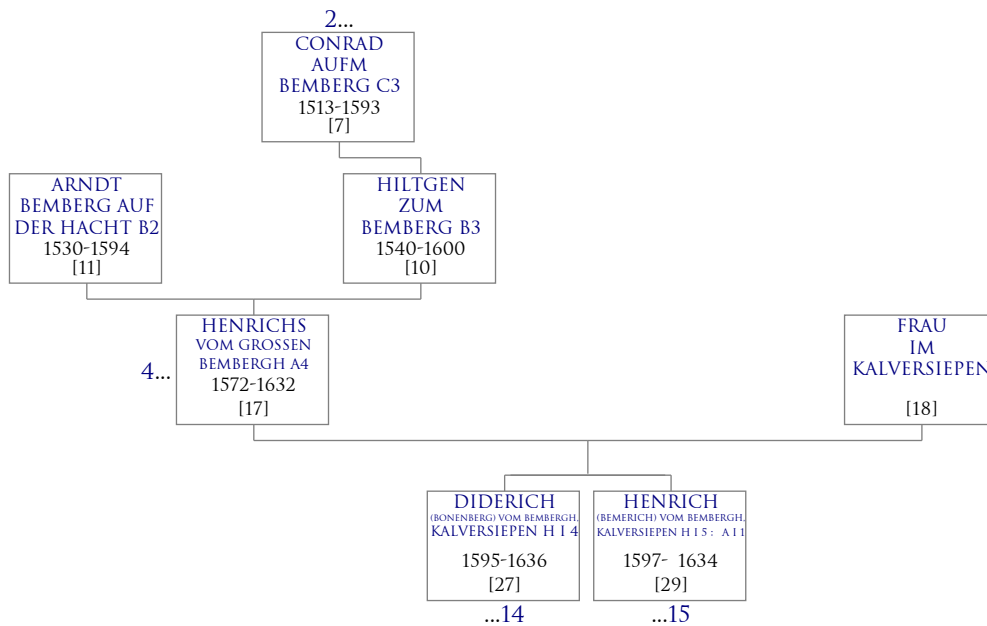 2...
CONRAD
AUFM
BEMBERG C3
1513-1593
[7]
ARNDT
BEMBERG AUF
DER HACHT B2
1530-1594
[11]
HILTGEN
ZUM
BEMBERG B3
1540-1600
[10]
4...
HENRICHS
VOM GROSSEN
BEMBERGH A4
1572-1632
[17]
FRAU
IM
KALVERSIEPEN
[18]
DIDERICH
(BONENBERG) VOM BEMBERGH,
KALVERSIEPEN H I 4
1595-1636
[27]
...14
HENRICH
(BEMERICH) VOM BEMBERGH,
KALVERSIEPEN H I 5 : A I 1
1597- 1634
[29]
...15